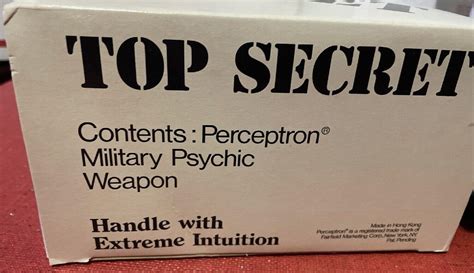 TOP SECRET
Contents : Perceptron®
Military Psychic
Weapon
Handle with
Extreme Intuition
Made in Hong Kong
Perceptron® is a registered trade mark of
Fairfield Marketing Corp, New York, NY
Pat. Pending